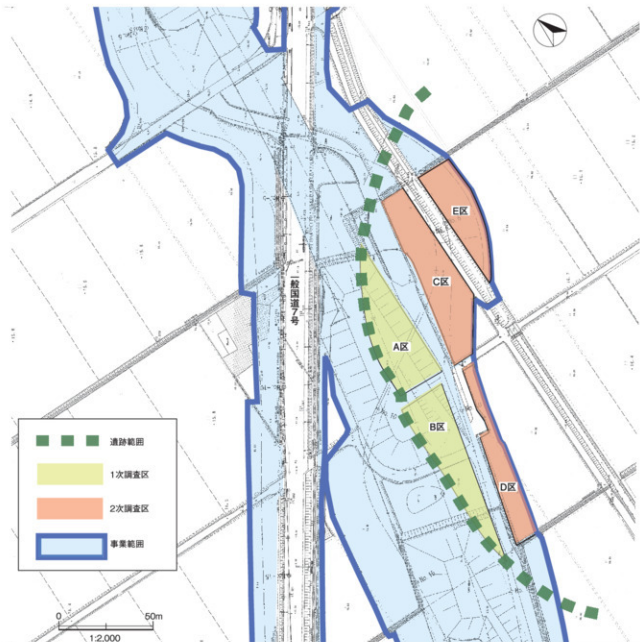 E区
C区
一般国道7号
A区
B区
D区
遺跡範囲
1次調査区
2次調査区
事業範囲
0 50m
1:2,000